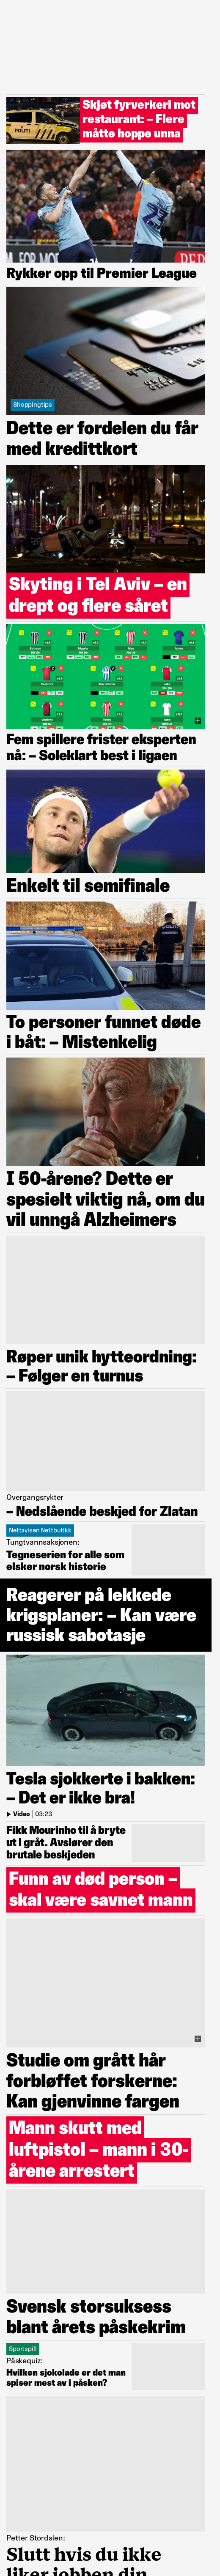 Skjøt fyrverkeri mot
restaurant: – Flere
måtte hoppe unna
POLITI
Rykker opp til Premier League
Shoppingtips
Dette er fordelen du får
med kredittkort
Skyting i Tel Aviv – en
drept og flere såret
Fem spillere frister eksperten
nå: – Soleklart best i ligaen
Enkelt til semifinale
To personer funnet døde
i båt: – Mistenkelig
I 50-årene? Dette er
spesielt viktig nå, om du
vil unngå Alzheimers
Røper unik hytteordning:
– Følger en turnus
Overgangsrykter
– Nedslående beskjed for Zlatan
Nettavisen Nettbutikk
Tungtvannsaksjonen:
Tegneserien for alle som
elsker norsk historie
Reagerer på lekkede
krigsplaner: – Kan være
russisk sabotasje
Tesla sjokkerte i bakken:
– Det er ikke bra!
Video | 03:23
Fikk Mourinho til å bryte
ut i gråt. Avslører den
brutale beskjeden
Funn av død person –
skal være savnet mann
Studie om grått hår
forbløffet forskerne:
Kan gjenvinne fargen
Mann skutt med
luftpistol – mann i 30-
årene arrestert
Svensk storsuksess
blant årets påskekrim
Sportspill
Påskequiz:
Hvilken sjokolade er det man
spiser mest av i påsken?
Petter Stordalen:
Slutt hvis du ikke
liker jobben din